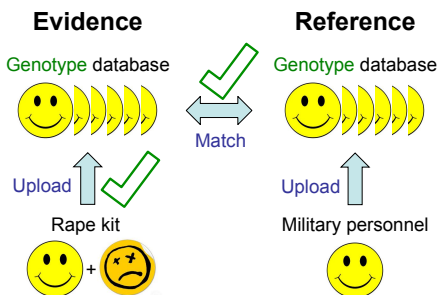 Evidence
Reference
Genotype database
Genotype database
Match
Upload
Upload
Rape kit
Military personnel
+